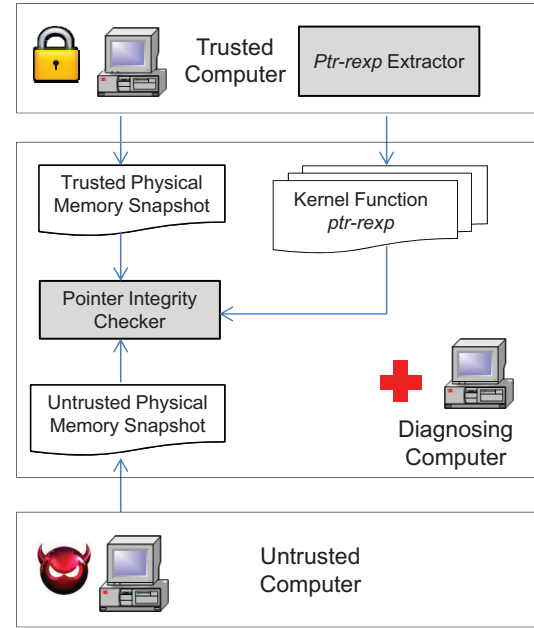 Trusted
Computer
Ptr-rexp Extractor
Trusted Physical
Memory Snapshot
Kernel Function
ptr-rexp
Pointer Integrity
Checker
Untrusted Physical
Memory Snapshot
Diagnosing
Computer
Untrusted
Computer